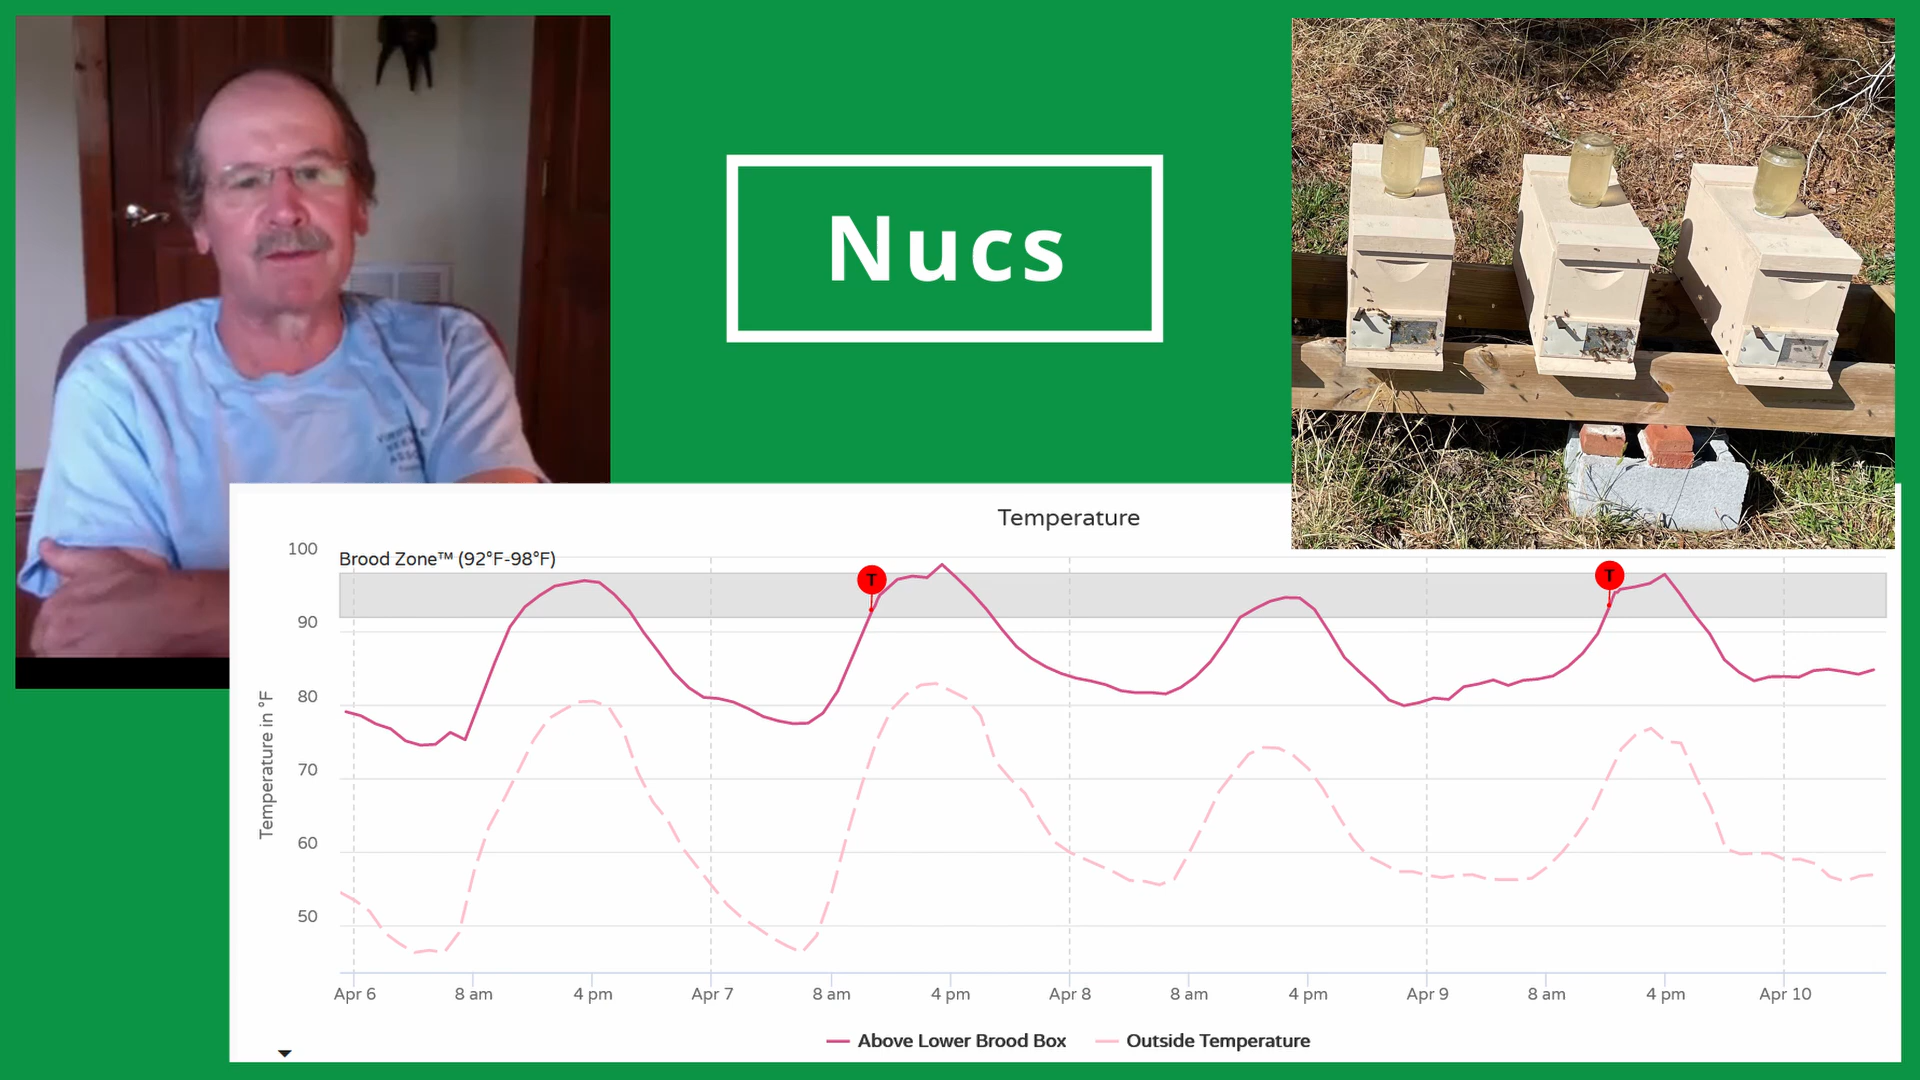 Nucs
Temperature
Brood Zone™ (92°F-98°F)
100
90
80
70
60
50
Temperature in °F
T
T
Apr 6
8 am
4 pm
Apr 7
8 am
4 pm
Apr 8
8 am
4 pm
Apr 9
8 am
4 pm
Apr 10
Above Lower Brood Box
Outside Temperature